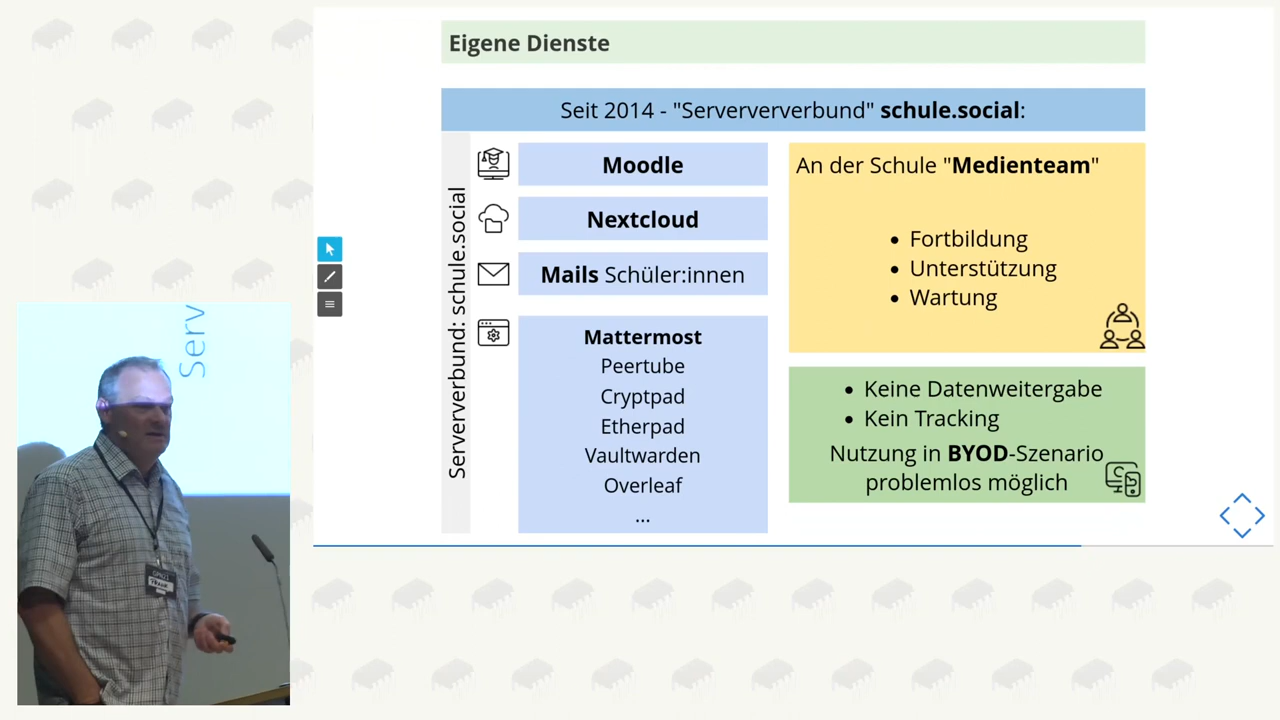 Eigene Dienste
Seit 2014 - "Serverververbund" schule.social:
Serververbund: schule.social
Moodle
Nextcloud
Mails Schüler:innen
Mattermost
Peertube
Cryptpad
Etherpad
Vaultwarden
Overleaf
...
An der Schule "Medienteam"
• Fortbildung
• Unterstützung
• Wartung
• Keine Datenweitergabe
• Kein Tracking
Nutzung in BYOD-Szenario
problemlos möglich
Serv